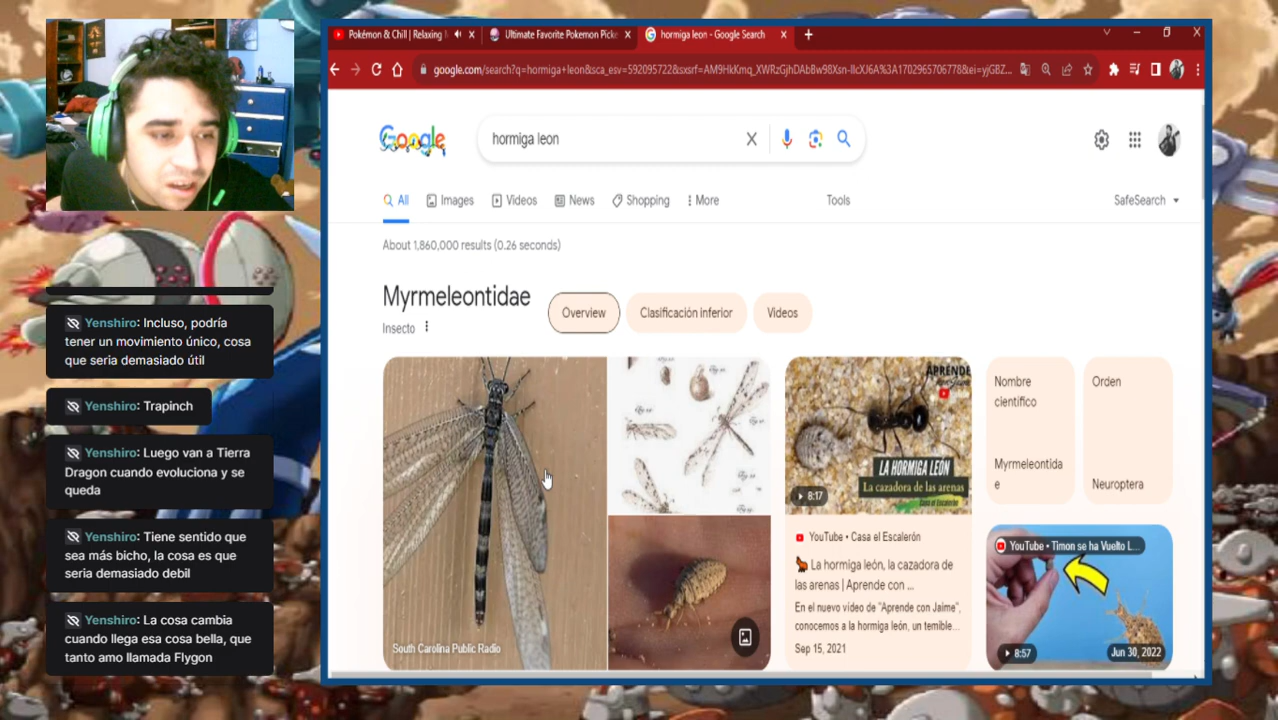 Pokémon & Chill | Relaxing
Ultimate Favorite Pokemon Picke
hormiga leon - Google Search
google.com/search?q=hormiga+leon&sca_esv=592095722&sxsrf=AM9HkKmq_XWRzGjhDAbBw98Xsn-IIcXJ6A%3A1702965706778&ei=yjGBZ...
Google
hormiga leon
All
Images
Videos
News
Shopping
More
Tools
SafeSearch
About 1,860,000 results (0.26 seconds)
Myrmeleontidae
Insecto
Overview
Clasificación inferior
Videos
South Carolina Public Radio
APRENDE
LA HORMIGA LEÓN
La cazadora de las arenas
8:17
YouTube • Casa el Escalerón
La hormiga león, la cazadora de
las arenas | Aprende con ...
En el nuevo vídeo de "Aprende con Jaime",
conocemos a la hormiga león, un temible...
Sep 15, 2021
Nombre
científico
Myrmeleontida
e
Orden
Neuroptera
YouTube • Timon se ha Vuelto L...
8:57
Jun 30, 2022
Yenshiro: Incluso, podría
tener un movimiento único, cosa
que seria demasiado útil
Yenshiro: Trapinch
Yenshiro: Luego van a Tierra
Dragon cuando evoluciona y se
queda
Yenshiro: Tiene sentido que
sea más bicho, la cosa es que
seria demasiado debil
Yenshiro: La cosa cambia
cuando llega esa cosa bella, que
tanto amo llamada Flygon